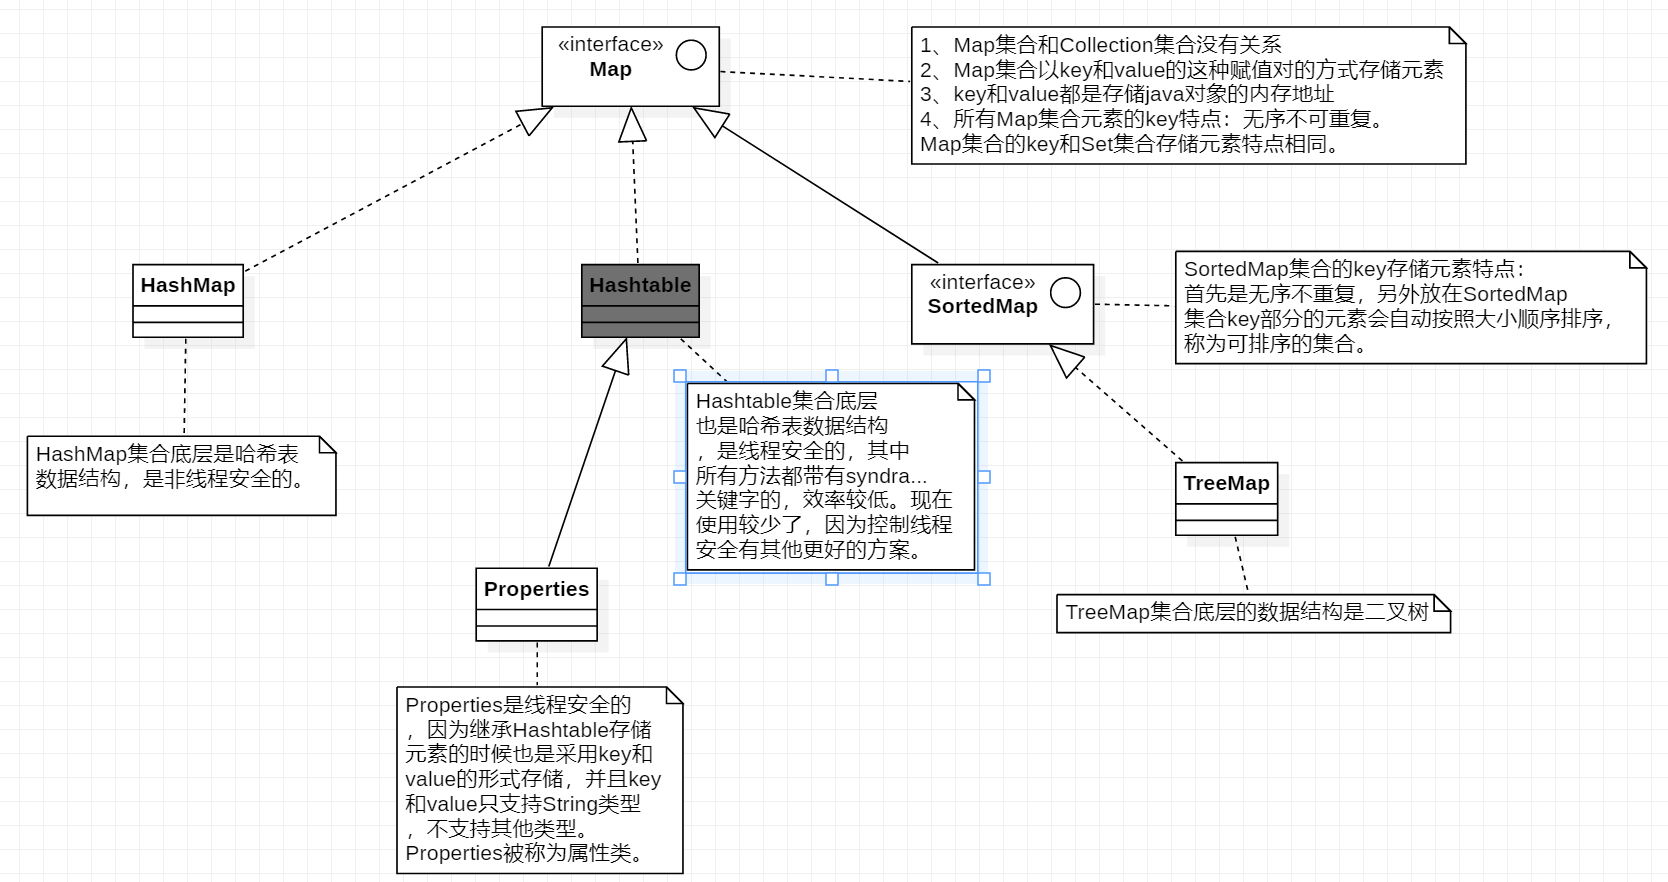 «interface»
Map
1、Map集合和Collection集合没有关系
2、Map集合以key和value的这种赋值对的方式存储元素
3、key和value都是存储java对象的内存地址
4、所有Map集合元素的key特点：无序不可重复。
Map集合的key和Set集合存储元素特点相同。
HashMap
Hashtable
«interface»
SortedMap
SortedMap集合的key存储元素特点：
首先是无序不重复，另外放在SortedMap
集合key部分的元素会自动按照大小顺序排序，
称为可排序的集合。
HashMap集合底层是哈希表
数据结构，是非线程安全的。
Hashtable集合底层
也是哈希表数据结构
，是线程安全的，其中
所有方法都带有syndra...
关键字的，效率较低。现在
使用较少了，因为控制线程
安全有其他更好的方案。
TreeMap
Properties
TreeMap集合底层的数据结构是二叉树
Properties是线程安全的
，因为继承Hashtable存储
元素的时候也是采用key和
value的形式存储，并且key
和value只支持String类型
，不支持其他类型。
Properties被称为属性类。